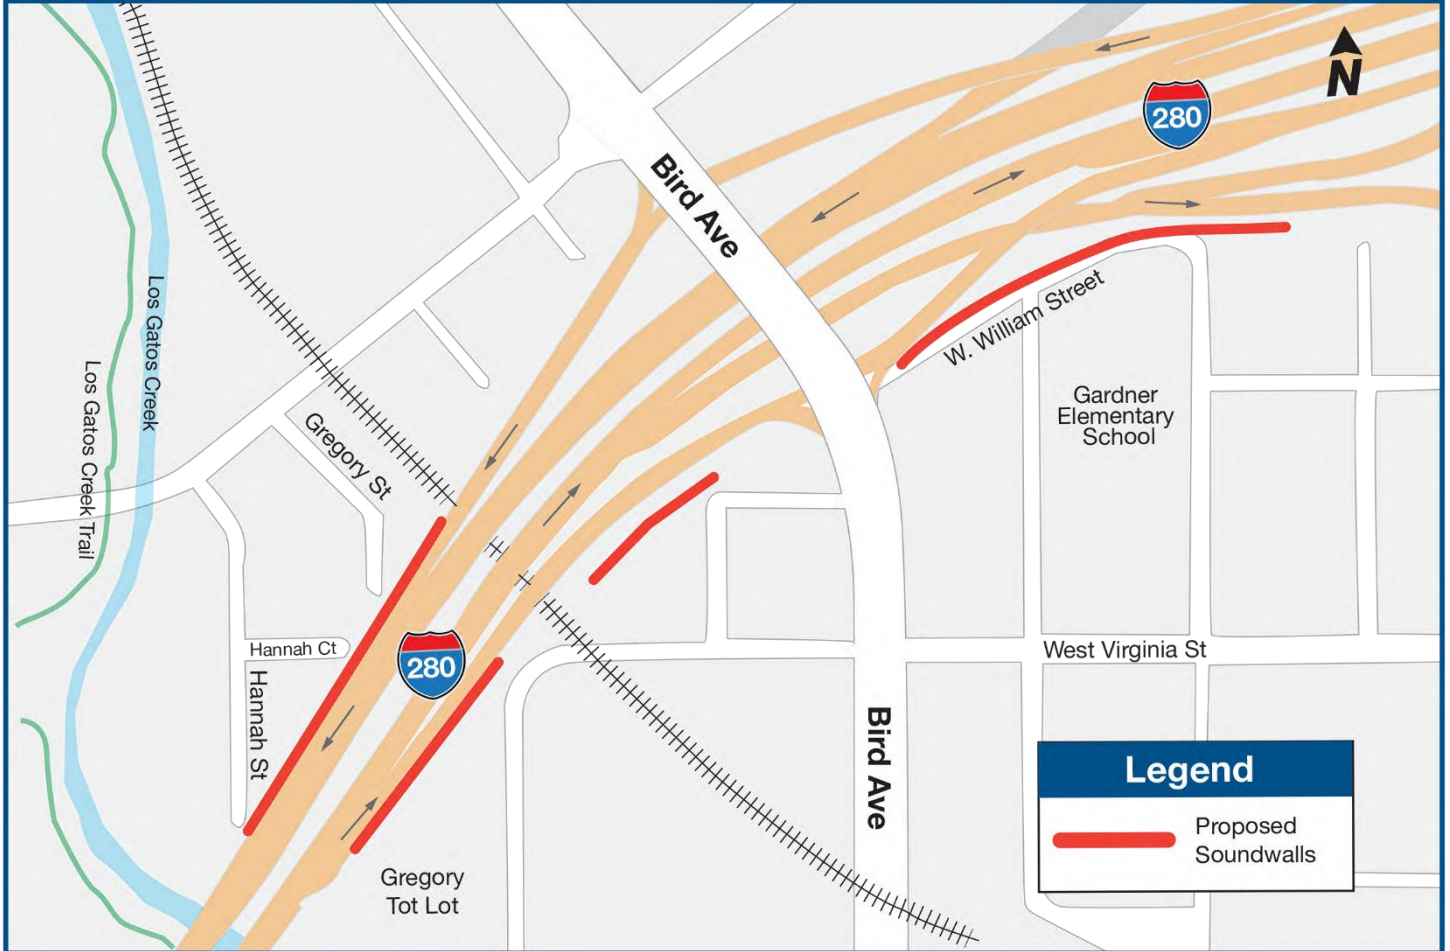 N
280
Bird Ave
Los Gatos Creek
Los Gatos Creek Trail
W. William Street
Gardner
Elementary
School
Gregory St
Hannah Ct
280
Hannah St
West Virginia St
Bird Ave
Legend
Proposed
Soundwalls
Gregory
Tot Lot